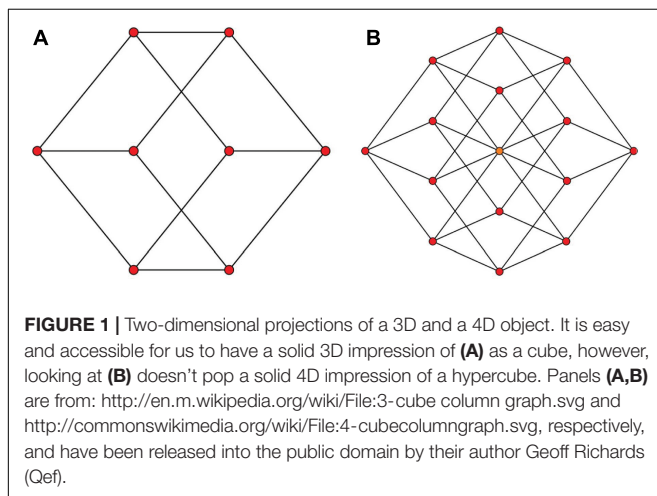 A
B
FIGURE 1 | Two-dimensional projections of a 3D and a 4D object. It is easy
and accessible for us to have a solid 3D impression of (A) as a cube, however,
looking at (B) doesn't pop a solid 4D impression of a hypercube. Panels (A,B)
are from: http://en.m.wikipedia.org/wiki/File:3-cube column graph.svg and
http://commonswikimedia.org/wiki/File:4-cubecolumngraph.svg, respectively,
and have been released into the public domain by their author Geoff Richards
(Qef).